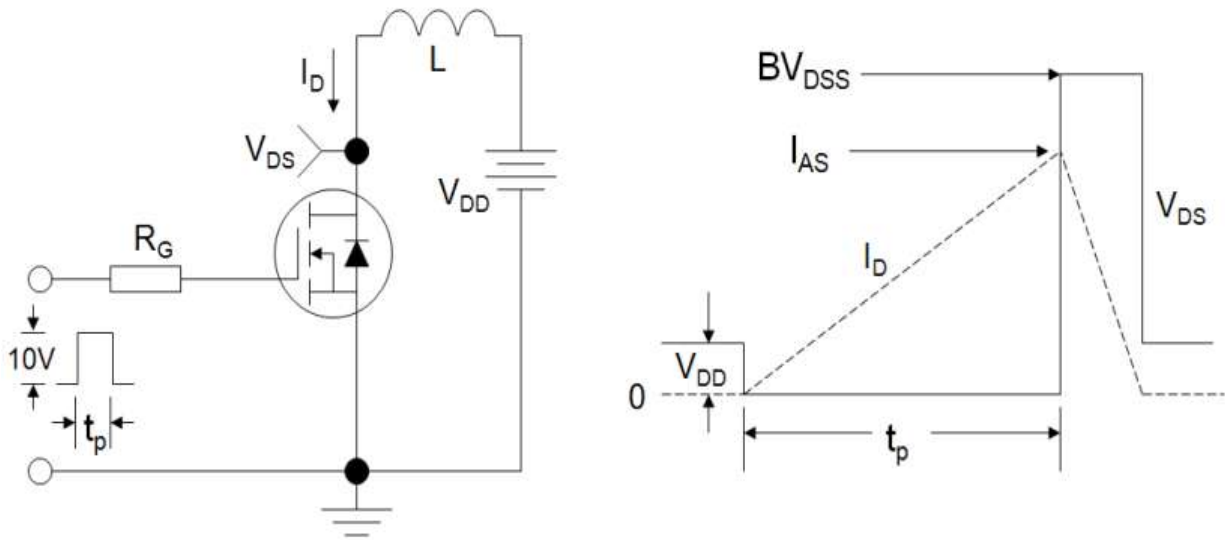 L
I_D
V_DS
V_DD
R_G
10V
t_p
BV_DSS
I_AS
V_DS
I_D
V_DD
0
t_p